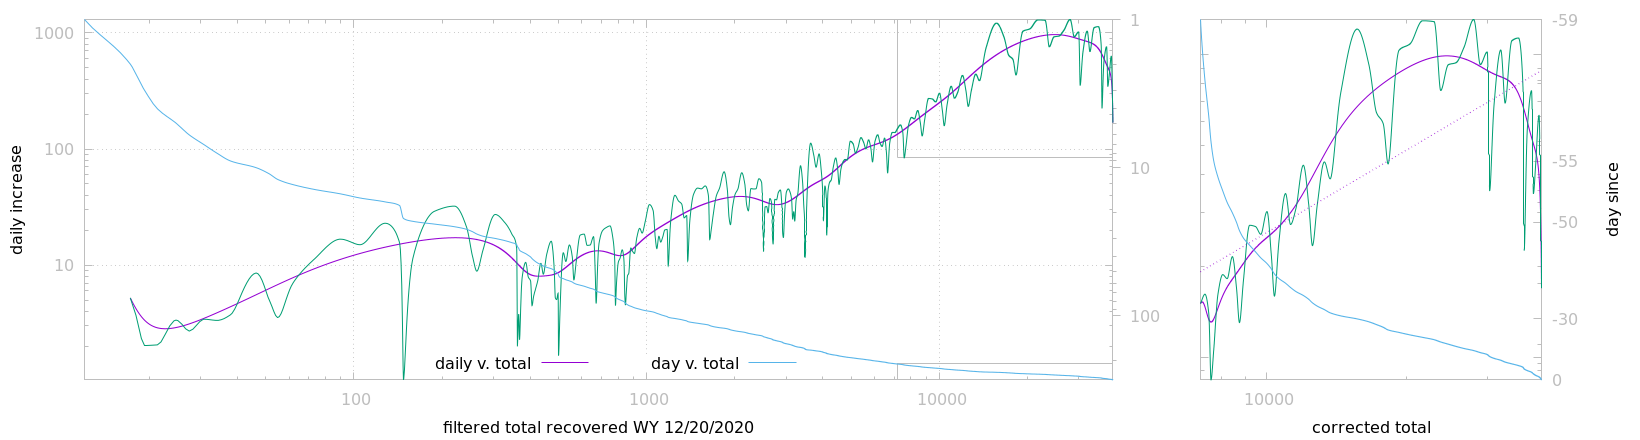 1000
100
10
daily increase
1
10
100
daily v. total
day v. total
100
1000
10000
filtered total recovered WY 12/20/2020
-59
-55
-50
-30
0
day since
10000
corrected total